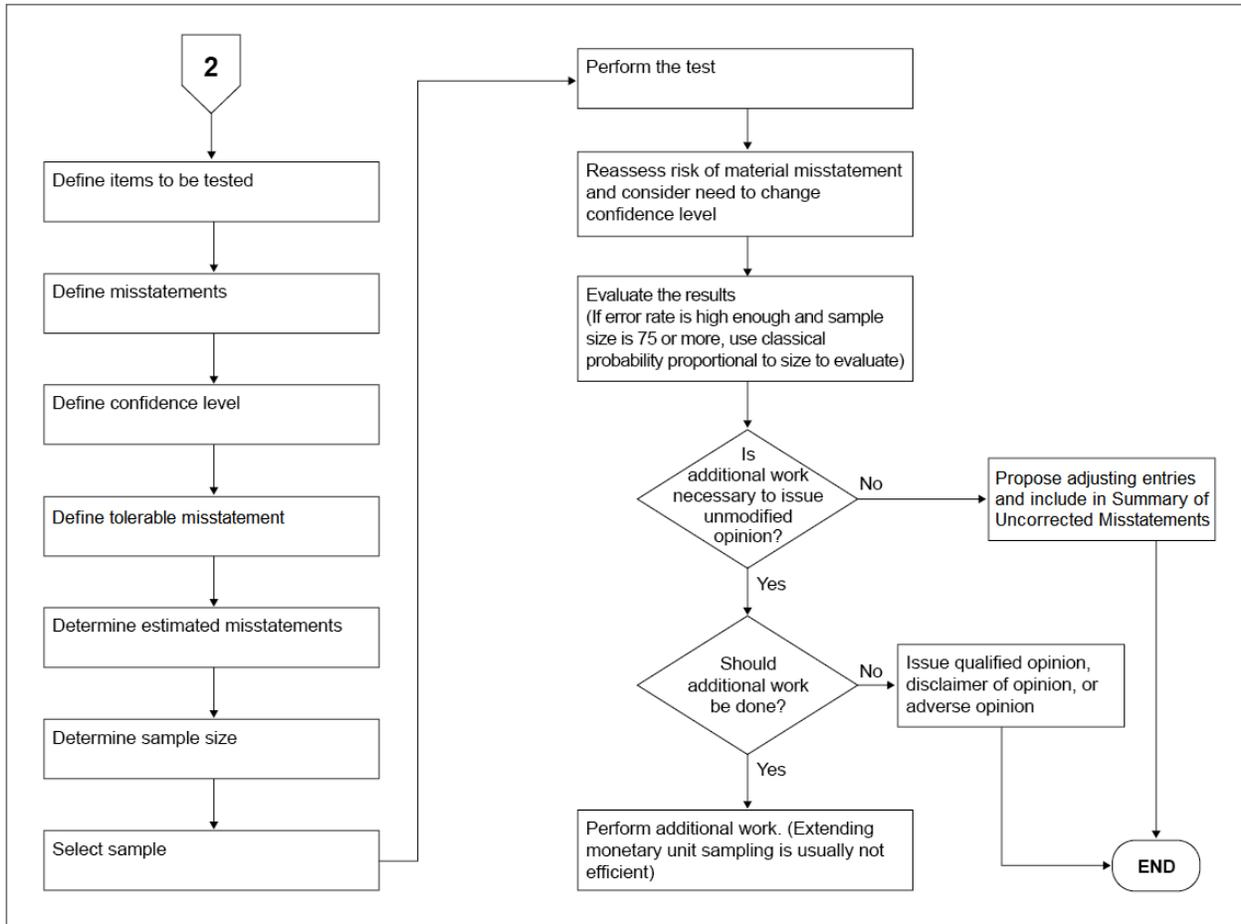 2
Define items to be tested
Define misstatements
Define confidence level
Define tolerable misstatement
Determine estimated misstatements
Determine sample size
Select sample
Perform the test
Reassess risk of material misstatement
and consider need to change
confidence level
Evaluate the results
(If error rate is high enough and sample
size is 75 or more, use classical
probability proportional to size to evaluate)
Is
additional work
necessary to issue
unmodified
opinion?
No
Propose adjusting entries
and include in Summary of
Uncorrected Misstatements
Yes
Should
additional work
be done?
No
Issue qualified opinion,
disclaimer of opinion, or
adverse opinion
Yes
Perform additional work. (Extending
monetary unit sampling is usually not
efficient)
END